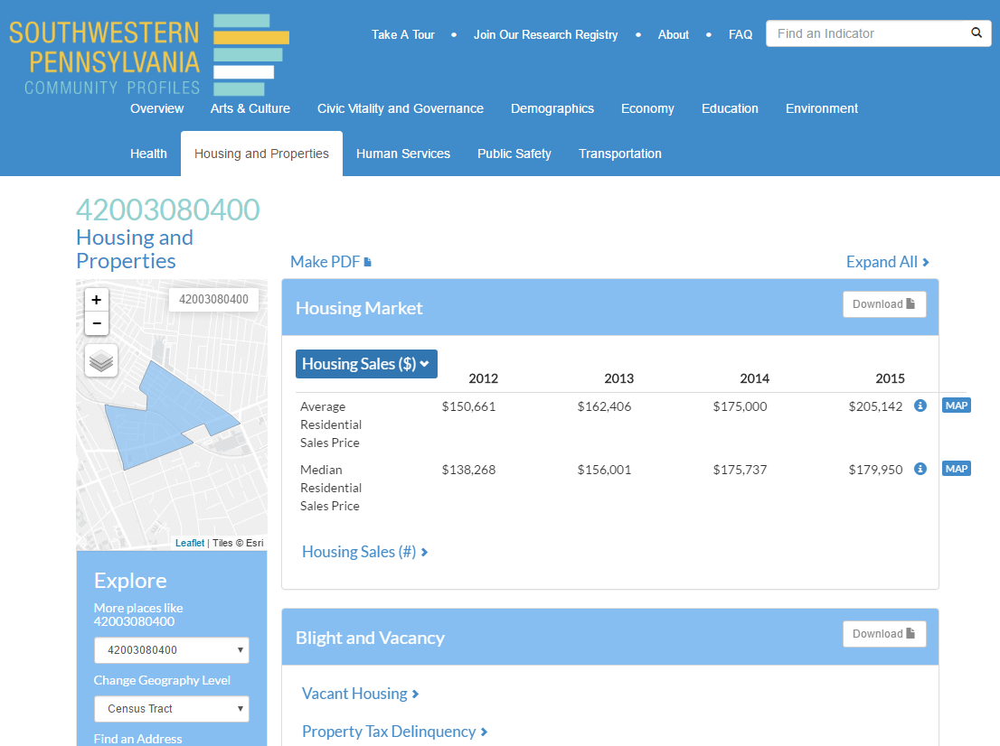 SOUTHWESTERN
PENNSYLVANIA
COMMUNITY PROFILES
Take A Tour • Join Our Research Registry • About • FAQ
Find an Indicator
Overview Arts & Culture Civic Vitality and Governance Demographics Economy Education Environment
Health Housing and Properties Human Services Public Safety Transportation
42003080400
Housing and
Properties
Make PDF
Expand All
+
−
42003080400
Leaflet | Tiles © Esri
Explore
More places like
42003080400
42003080400
Change Geography Level
Census Tract
Find an Address
Housing Market
Download
Housing Sales ($)
2012 2013 2014 2015
Average $150,661 $162,406 $175,000 $205,142 MAP
Residential
Sales Price
Median $138,268 $156,001 $175,737 $179,950 MAP
Residential
Sales Price
Housing Sales (#)
Blight and Vacancy
Download
Vacant Housing
Property Tax Delinquency